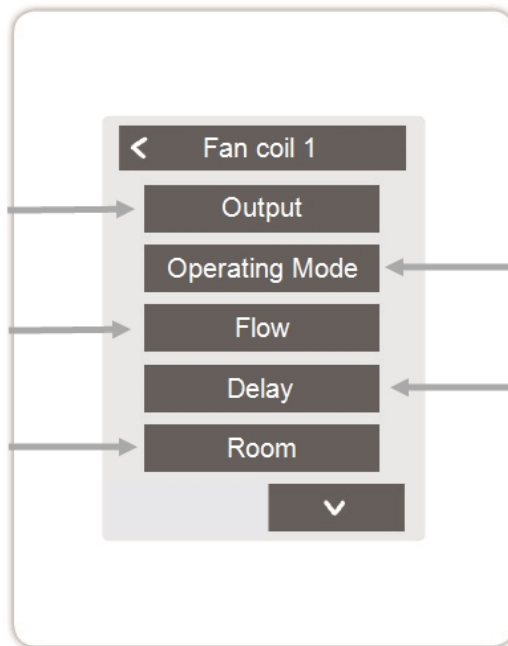 Fan coil 1
Output
Operating Mode
Flow
Delay
Room